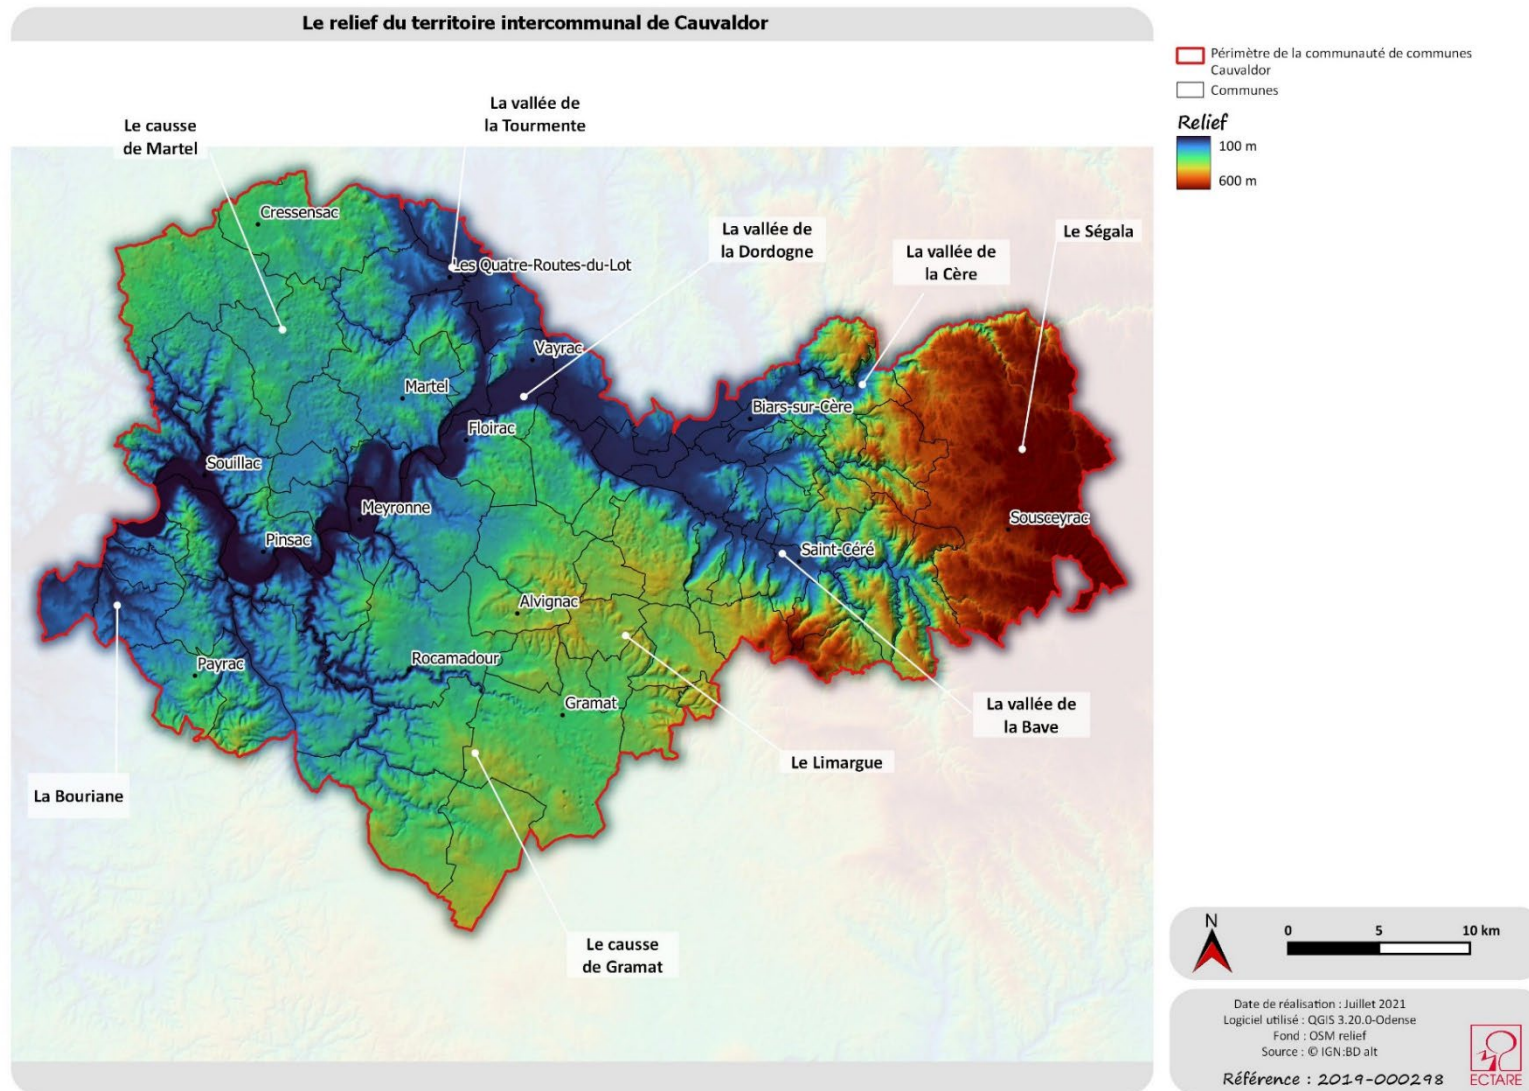 Le relief du territoire intercommunal de Cauvaldor
Périmètre de la communauté de communes
Cauvaldor
Communes
Relief
100 m
600 m
La vallée de
la Tourmente
Le causse
de Martel
La vallée de
la Dordogne
La vallée de
la Cère
Le Ségala
Cressensac
Les Quatre-Routes-du-Lot
Vayrac
Martel
Biars-sur-Cère
Floirac
Souillac
Meyronne
Sousceyrac
Pinsac
Saint-Céré
Alvignac
Rocamadour
Payrac
Gramat
La vallée de
la Bave
Le Limargue
La Bouriane
Le causse
de Gramat
N
0 5 10 km
Date de réalisation : Juillet 2021
Logiciel utilisé : QGIS 3.20.0-Odense
Fond : OSM relief
Source : © IGN:BD alt
Référence : 2019-000298
ECTARE